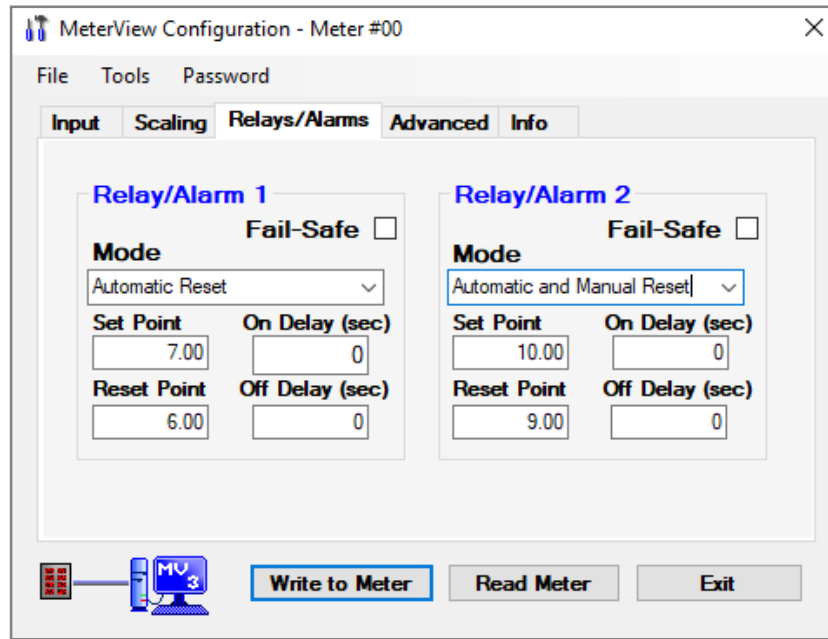 MeterView Configuration - Meter #00
File Tools Password
Input Scaling Relays/Alarms Advanced Info
Relay/Alarm 1
Fail-Safe
Mode
Automatic Reset
Set Point On Delay (sec)
7.00 0
Reset Point Off Delay (sec)
6.00 0
Relay/Alarm 2
Fail-Safe
Mode
Automatic and Manual Reset
Set Point On Delay (sec)
10.00 0
Reset Point Off Delay (sec)
9.00 0
MV 3
Write to Meter Read Meter Exit